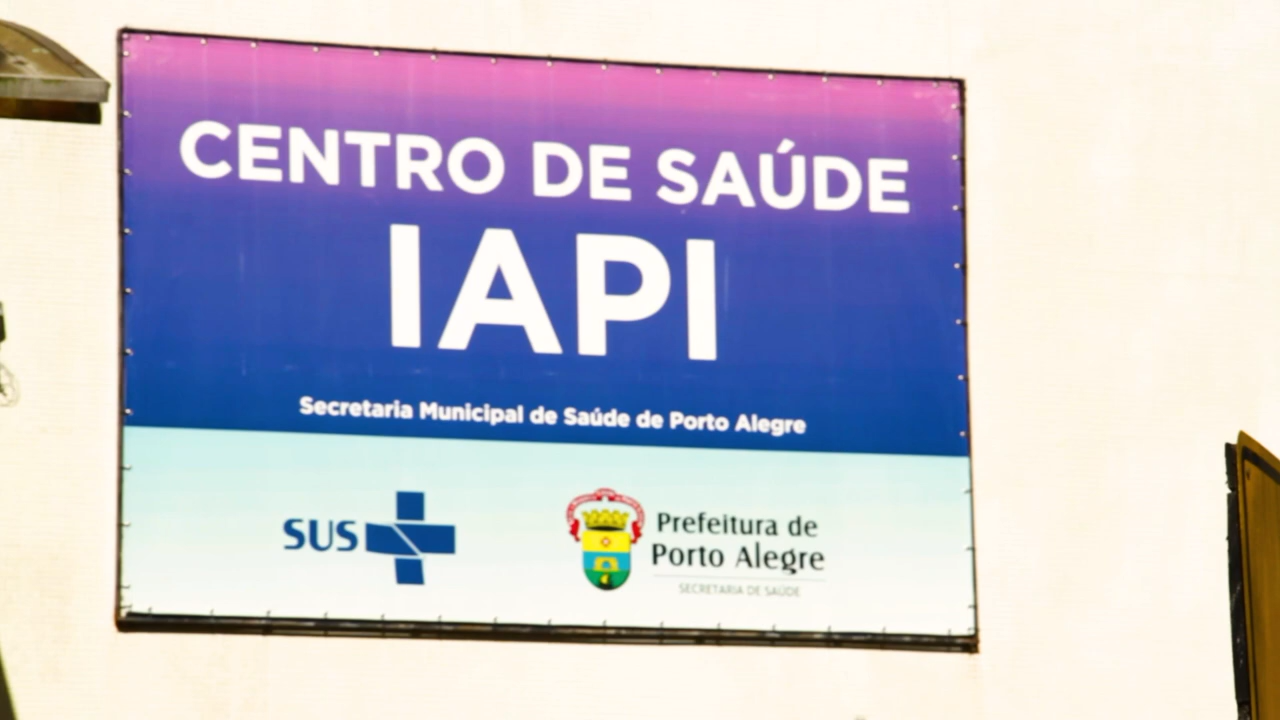 CENTRO DE SAÚDE
IAPI
Secretaria Municipal de Saúde de Porto Alegre
SUS
Prefeitura de
Porto Alegre
SECRETARIA DE SAÚDE